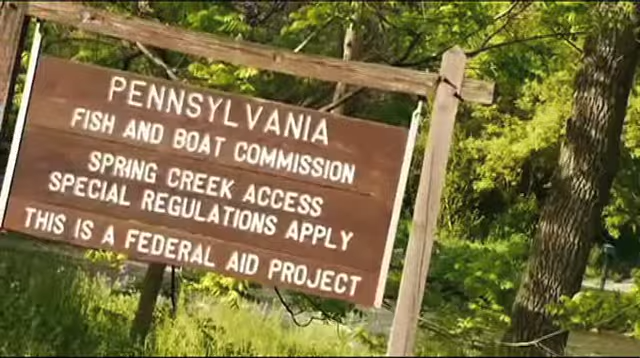 PENNSYLVANIA
FISH AND BOAT COMMISSION
SPRING CREEK ACCESS
SPECIAL REGULATIONS APPLY
THIS IS A FEDERAL AID PROJECT